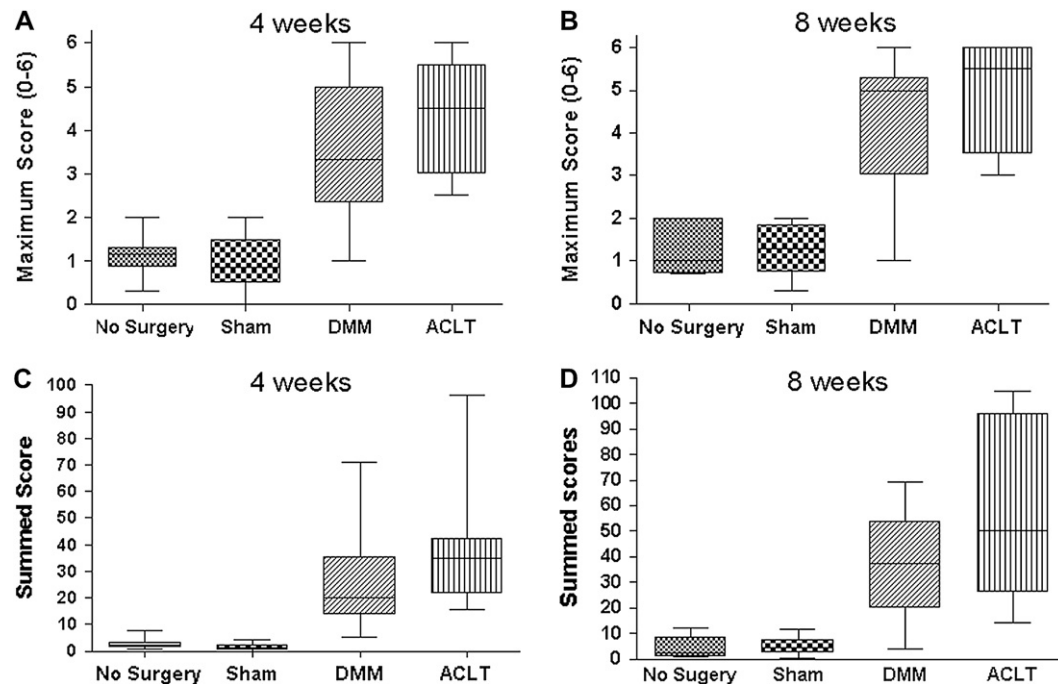 A
4 weeks
Maximum Score (0-6)
6
5
4
3
2
1
0
No Surgery Sham DMM ACLT
B
8 weeks
Maximum Score (0-6)
6
5
4
3
2
1
0
No Surgery Sham DMM ACLT
C
4 weeks
Summed Score
100
90
80
70
60
50
40
30
20
10
0
No Surgery Sham DMM ACLT
D
8 weeks
Summed scores
110
100
90
80
70
60
50
40
30
20
10
0
No Sugery Sham DMM ACLT